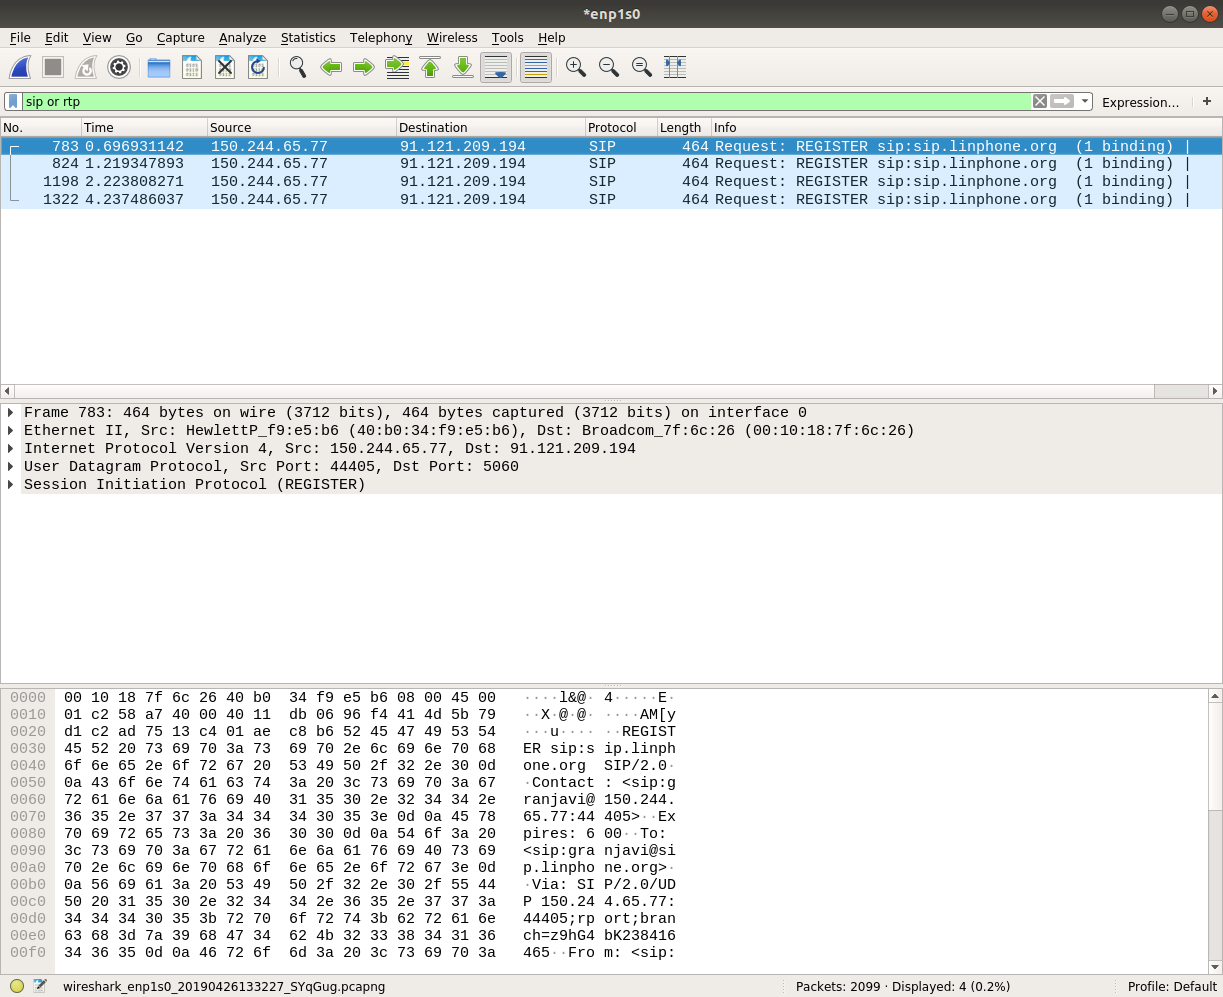 *enp1s0
File Edit View Go Capture Analyze Statistics Telephony Wireless Tools Help
sip or rtp Expression… +
No. Time Source Destination Protocol Length Info
783 0.696931142 150.244.65.77 91.121.209.194 SIP 464 Request: REGISTER sip:sip.linphone.org  (1 binding) |
824 1.219347893 150.244.65.77 91.121.209.194 SIP 464 Request: REGISTER sip:sip.linphone.org  (1 binding) |
1198 2.223808271 150.244.65.77 91.121.209.194 SIP 464 Request: REGISTER sip:sip.linphone.org  (1 binding) |
1322 4.237486037 150.244.65.77 91.121.209.194 SIP 464 Request: REGISTER sip:sip.linphone.org  (1 binding) |
Frame 783: 464 bytes on wire (3712 bits), 464 bytes captured (3712 bits) on interface 0
Ethernet II, Src: HewlettP_f9:e5:b6 (40:b0:34:f9:e5:b6), Dst: Broadcom_7f:6c:26 (00:10:18:7f:6c:26)
Internet Protocol Version 4, Src: 150.244.65.77, Dst: 91.121.209.194
User Datagram Protocol, Src Port: 44405, Dst Port: 5060
Session Initiation Protocol (REGISTER)
0000 00 10 18 7f 6c 26 40 b0 34 f9 e5 b6 08 00 45 00 ····l&@· 4·····E·
0010 01 c2 58 a7 40 00 40 11 db 06 96 f4 41 4d 5b 79 ··X·@·@· ····AM[y
0020 d1 c2 ad 75 13 c4 01 ae c8 b6 52 45 47 49 53 54 ···u···· ··REGIST
0030 45 52 20 73 69 70 3a 73 69 70 2e 6c 69 6e 70 68 ER sip:s ip.linph
0040 6f 6e 65 2e 6f 72 67 20 53 49 50 2f 32 2e 30 0d one.org SIP/2.0·
0050 0a 43 6f 6e 74 61 63 74 3a 20 3c 73 69 70 3a 67 ·Contact : <sip:g
0060 72 61 6e 6a 61 76 69 40 31 35 30 2e 32 34 34 2e ranjavi@ 150.244.
0070 36 35 2e 37 37 3a 34 34 34 30 35 3e 0d 0a 45 78 65.77:44 405>··Ex
0080 70 69 72 65 73 3a 20 36 30 30 0d 0a 54 6f 3a 20 pires: 6 00··To:
0090 3c 73 69 70 3a 67 72 61 6e 6a 61 76 69 40 73 69 <sip:gra njavi@si
00a0 70 2e 6c 69 6e 70 68 6f 6e 65 2e 6f 72 67 3e 0d p.linpho ne.org>·
00b0 0a 56 69 61 3a 20 53 49 50 2f 32 2e 30 2f 55 44 ·Via: SI P/2.0/UD
00c0 50 20 31 35 30 2e 32 34 34 2e 36 35 2e 37 37 3a P 150.24 4.65.77:
00d0 34 34 34 30 35 3b 72 70 6f 72 74 3b 62 72 61 6e 44405;rp ort;bran
00e0 63 68 3d 7a 39 68 47 34 62 4b 32 33 38 34 31 36 ch=z9hG4 bK238416
00f0 34 36 35 0d 0a 46 72 6f 6d 3a 20 3c 73 69 70 3a 465··Fro m: <sip:
wireshark_enp1s0_20190426133227_SYqGug.pcapng Packets: 2099 · Displayed: 4 (0.2%) Profile: Default